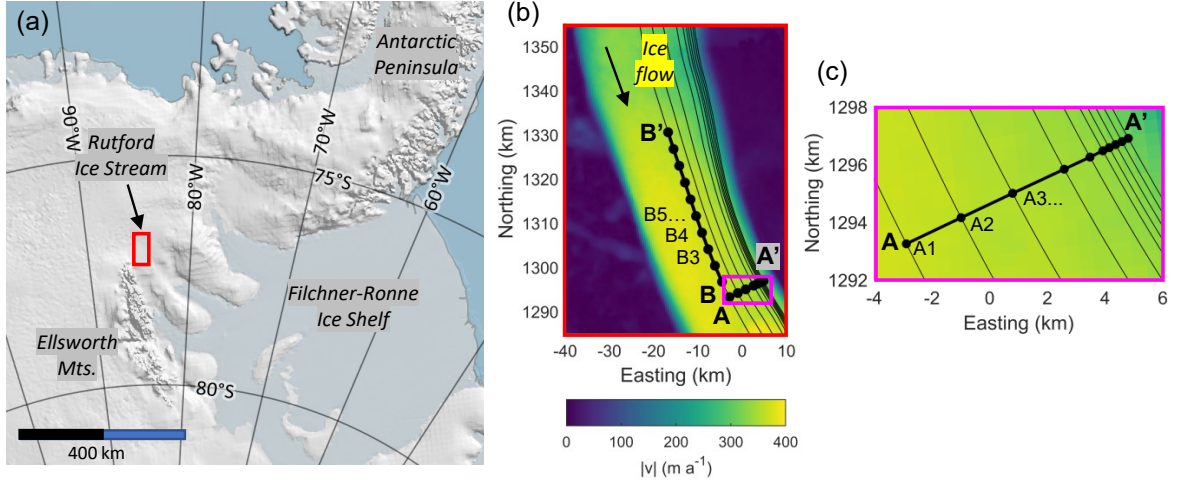 (a)
Antarctic
Peninsula
90°W
Rutford
Ice Stream
80°W
70°W
75°S
60°W
Filchner-Ronne
Ice Shelf
Ellsworth
Mts.
80°S
400 km
(b)
1350
1340
1330
1320
1310
1300
1290
Northing (km)
Ice
flow
B'
B5...
B4
B3
A'
B
A
-40 -30 -20 -10 0 10
Easting (km)
0 100 200 300 400
|v| (m a⁻¹)
(c)
1298
1296
1294
1292
Northing (km)
A'
A3...
A2
A A1
-4 -2 0 2 4 6
Easting (km)